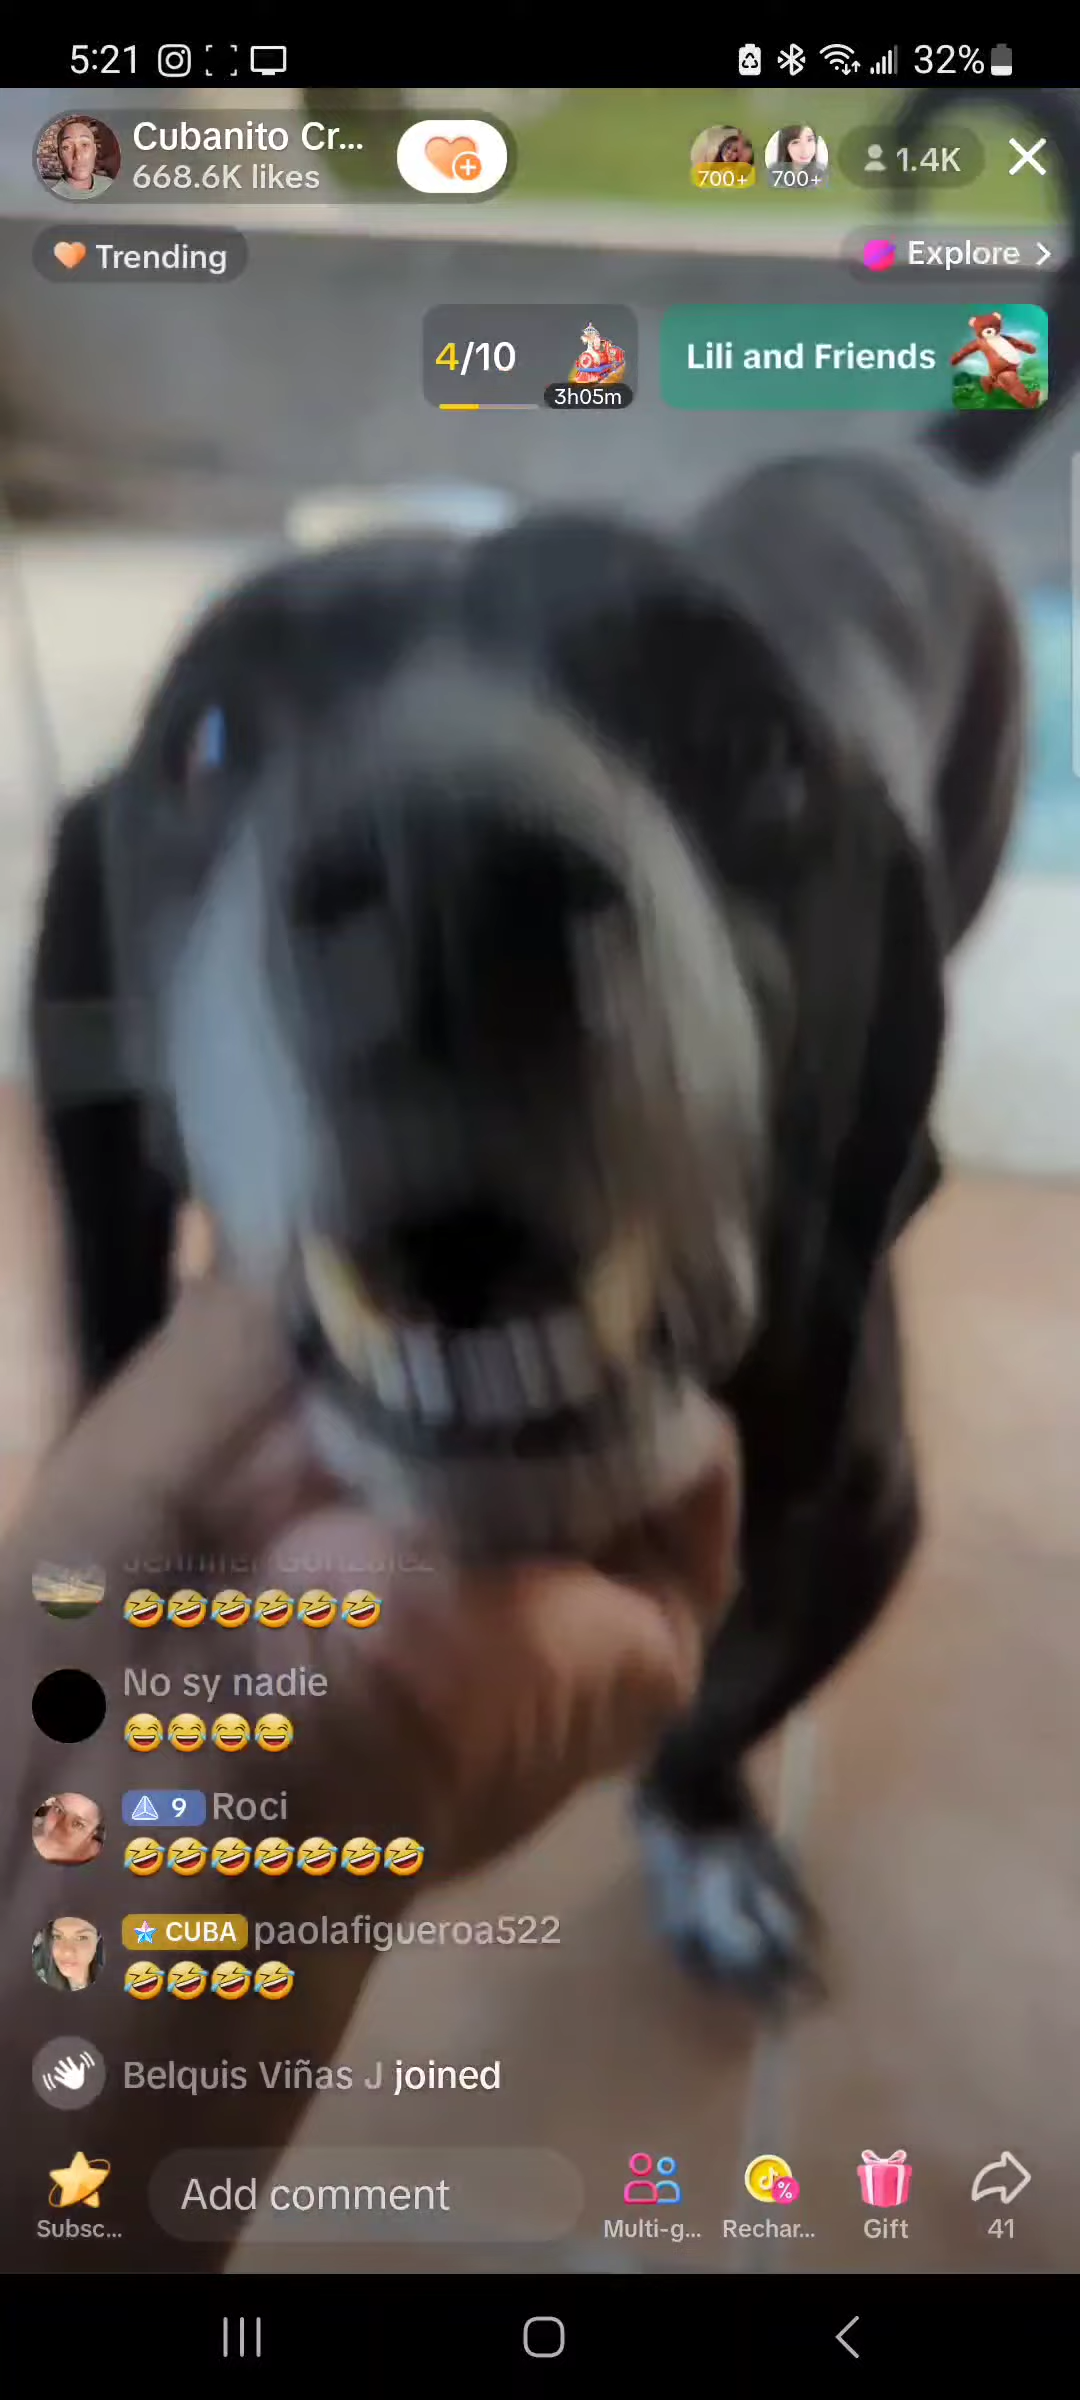 5:21
32%
Cubanito Cr...
668.6K likes
700+
700+
1.4K
Trending
Explore
4/10
3h05m
Lili and Friends
🤣🤣🤣🤣🤣🤣
No sy nadie
😂😂😂😂
9 Roci
🤣🤣🤣🤣🤣🤣🤣
CUBA paolafigueroa522
🤣🤣🤣🤣
Belquis Viñas J joined
Subsc...
Add comment
Multi-g...
Rechar...
Gift
41